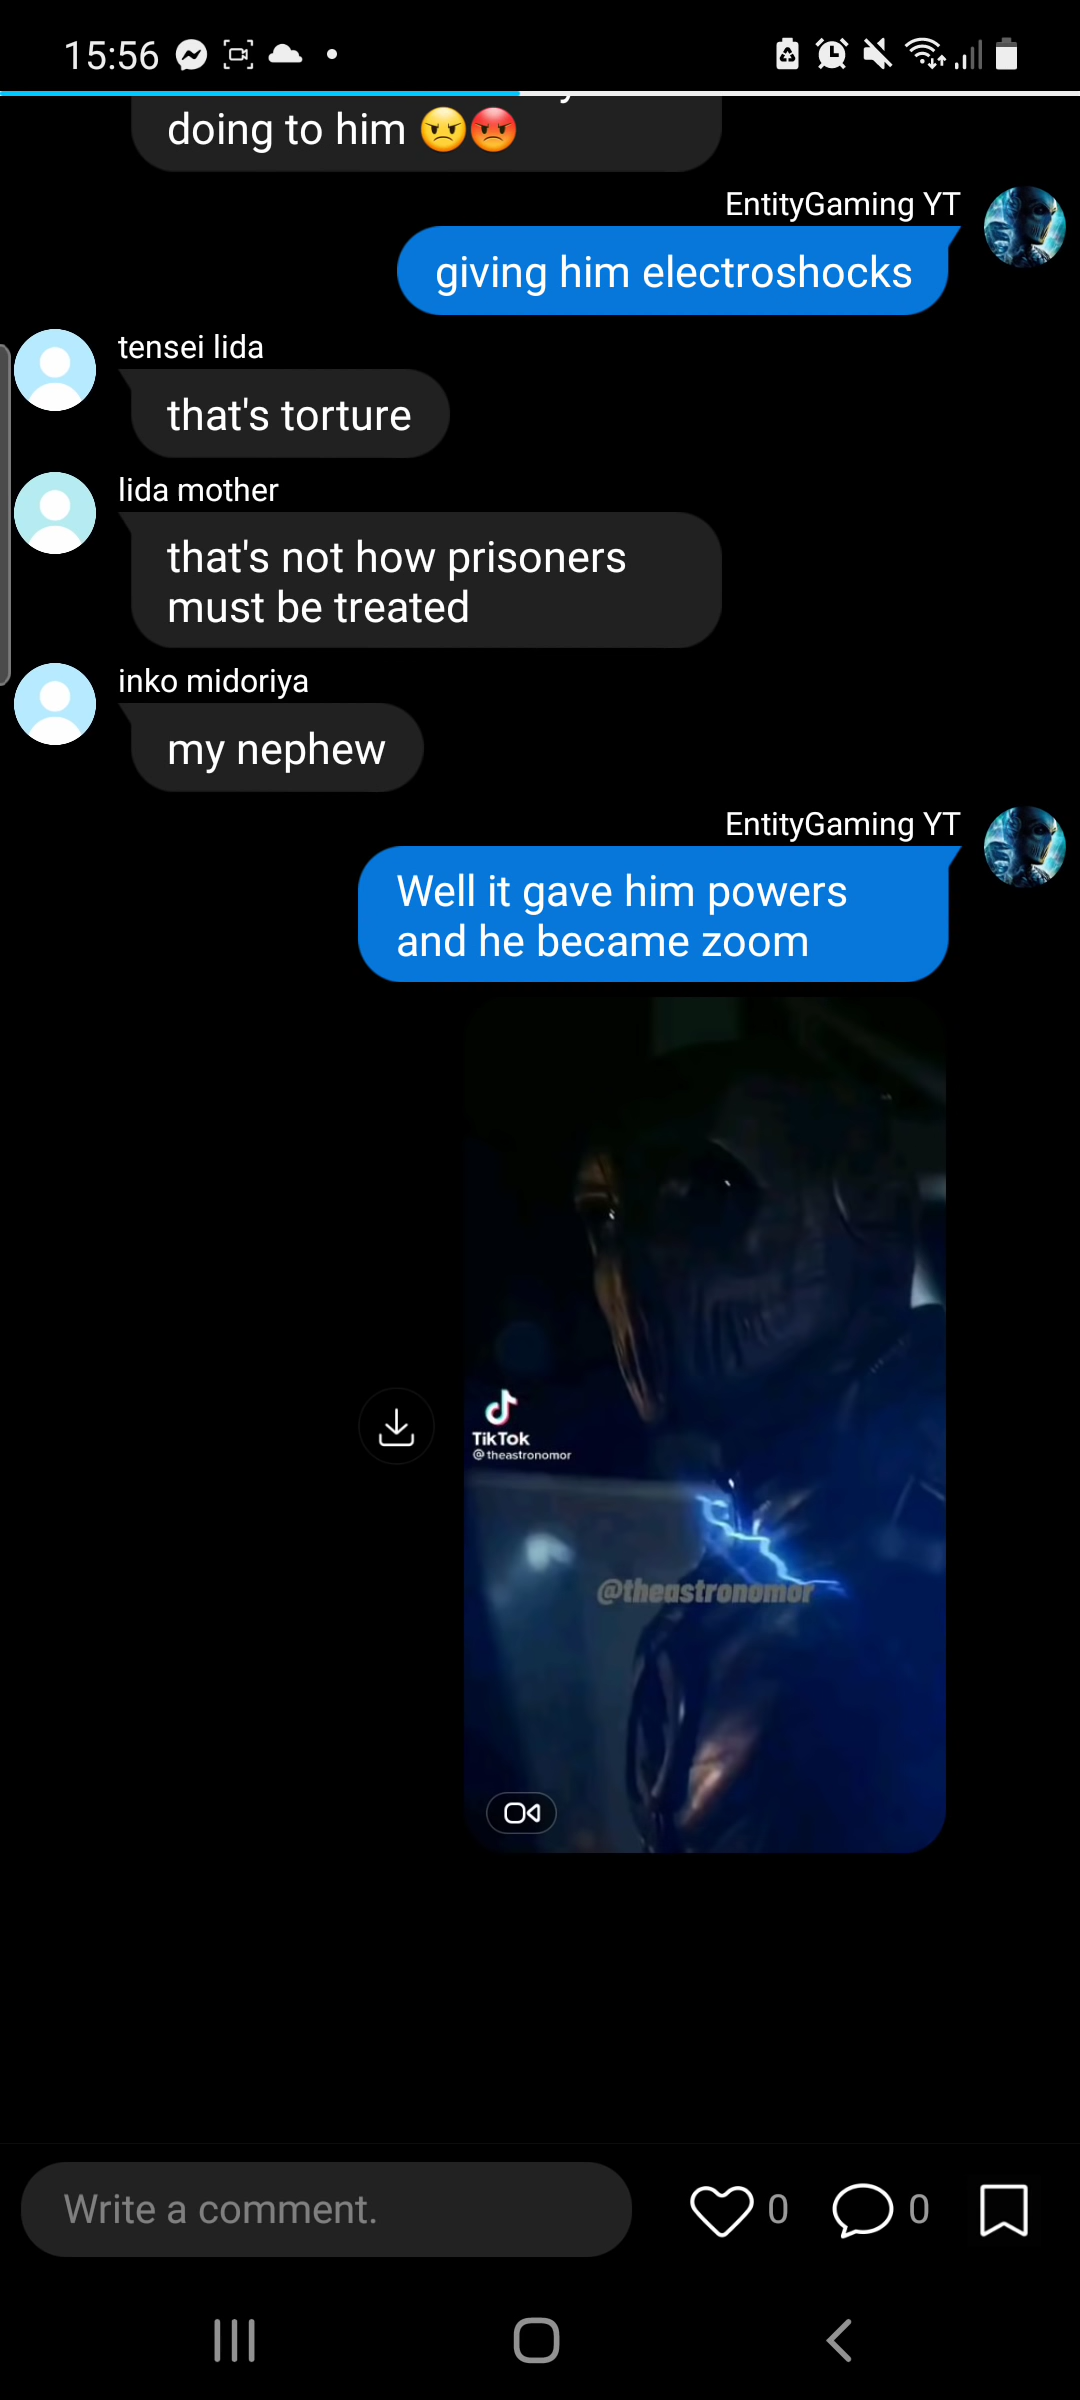 15:56
doing to him 😠😡
EntityGaming YT
giving him electroshocks
tensei lida
that's torture
lida mother
that's not how prisoners
must be treated
inko midoriya
my nephew
EntityGaming YT
Well it gave him powers
and he became zoom
TikTok
@theastronomor
@theastronomor
Write a comment.
0
0